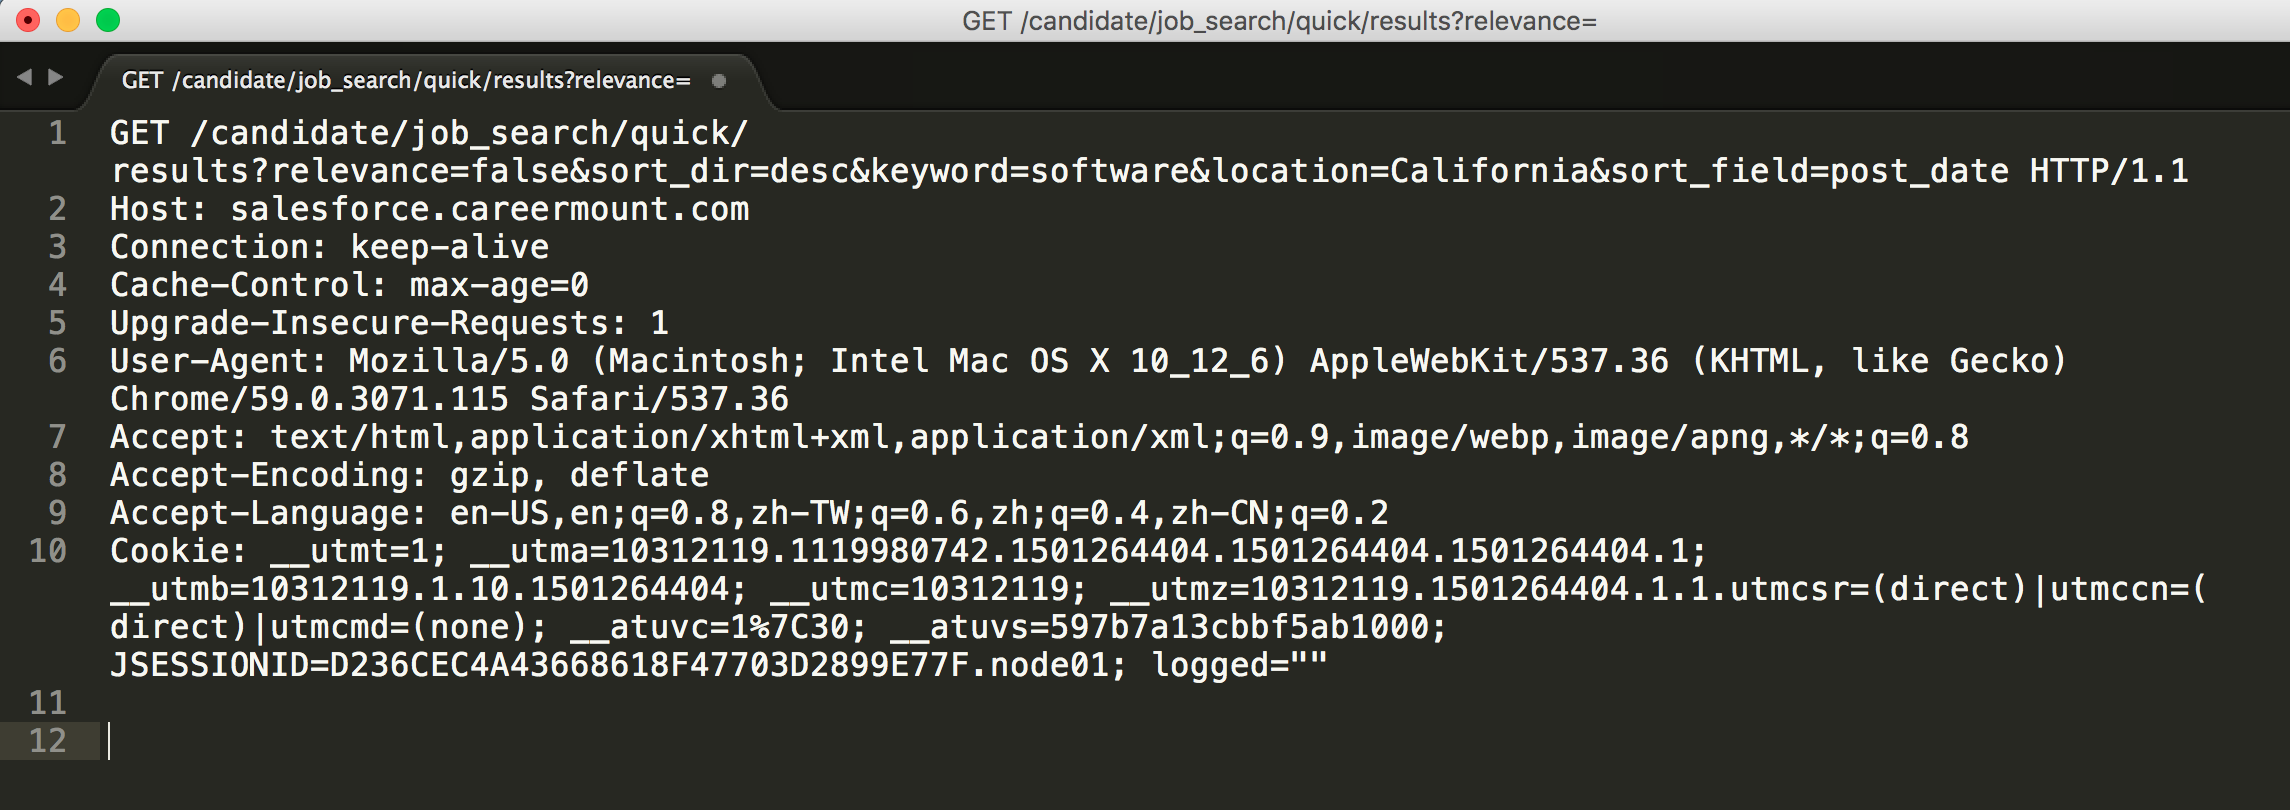 GET /candidate/job_search/quick/results?relevance=
GET /candidate/job_search/quick/results?relevance=
1 GET /candidate/job_search/quick/
results?relevance=false&sort_dir=desc&keyword=software&location=California&sort_field=post_date HTTP/1.1
2 Host: salesforce.careermount.com
3 Connection: keep-alive
4 Cache-Control: max-age=0
5 Upgrade-Insecure-Requests: 1
6 User-Agent: Mozilla/5.0 (Macintosh; Intel Mac OS X 10_12_6) AppleWebKit/537.36 (KHTML, like Gecko)
Chrome/59.0.3071.115 Safari/537.36
7 Accept: text/html,application/xhtml+xml,application/xml;q=0.9,image/webp,image/apng,*/*;q=0.8
8 Accept-Encoding: gzip, deflate
9 Accept-Language: en-US,en;q=0.8,zh-TW;q=0.6,zh;q=0.4,zh-CN;q=0.2
10 Cookie: __utmt=1; __utma=10312119.1119980742.1501264404.1501264404.1501264404.1;
__utmb=10312119.1.10.1501264404; __utmc=10312119; __utmz=10312119.1501264404.1.1.utmcsr=(direct)|utmccn=(
direct)|utmcmd=(none); __atuvc=1%7C30; __atuvs=597b7a13cbbf5ab1000;
JSESSIONID=D236CEC4A43668618F47703D2899E77F.node01; logged=""
11
12